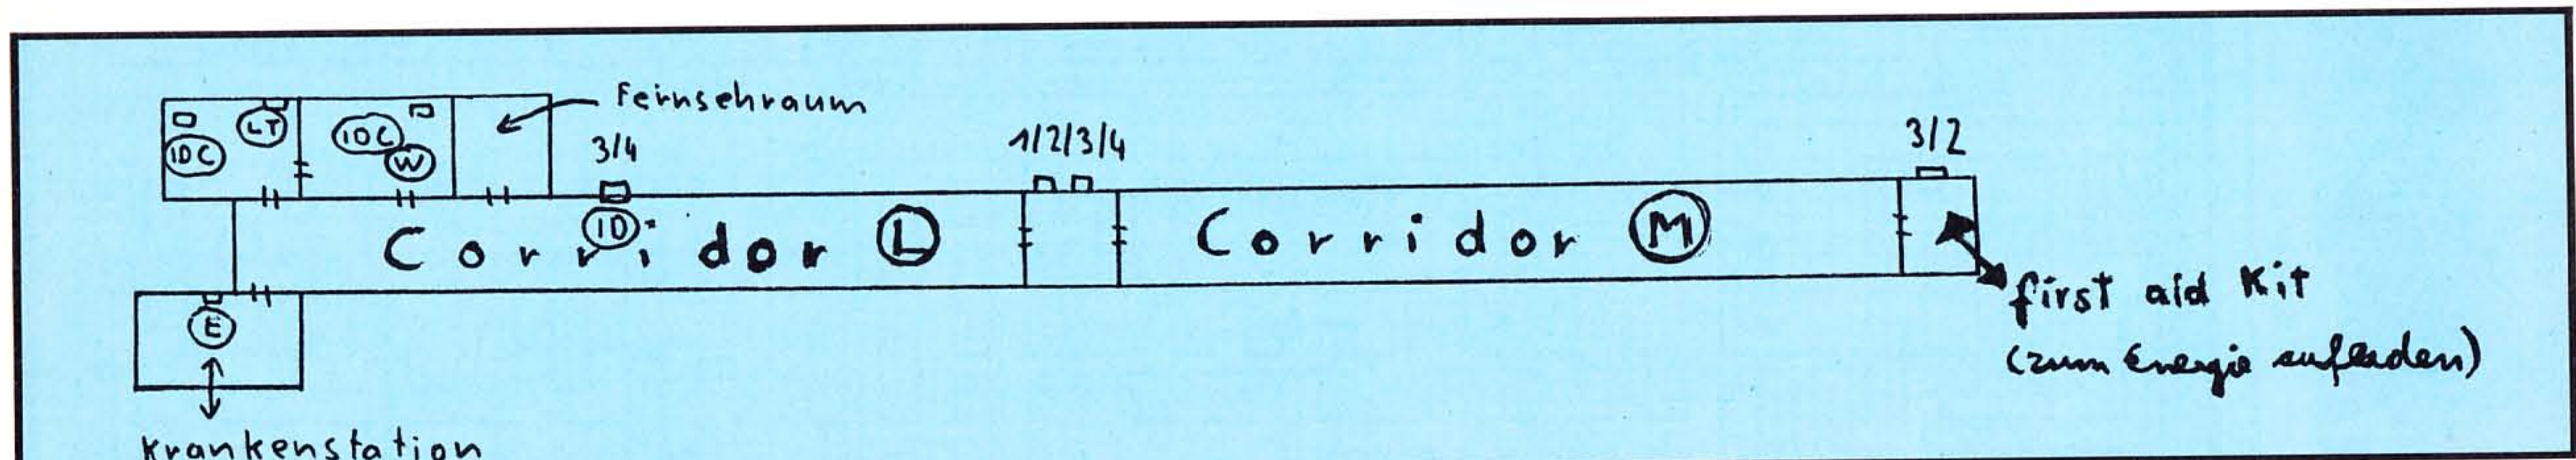 Fernsehraum
IDC LT IDC W
3/4 1/2/3/4 3/2
ID
Corridor L Corridor M
first aid Kit
(zum Energie aufladen)
E
Krankenstation